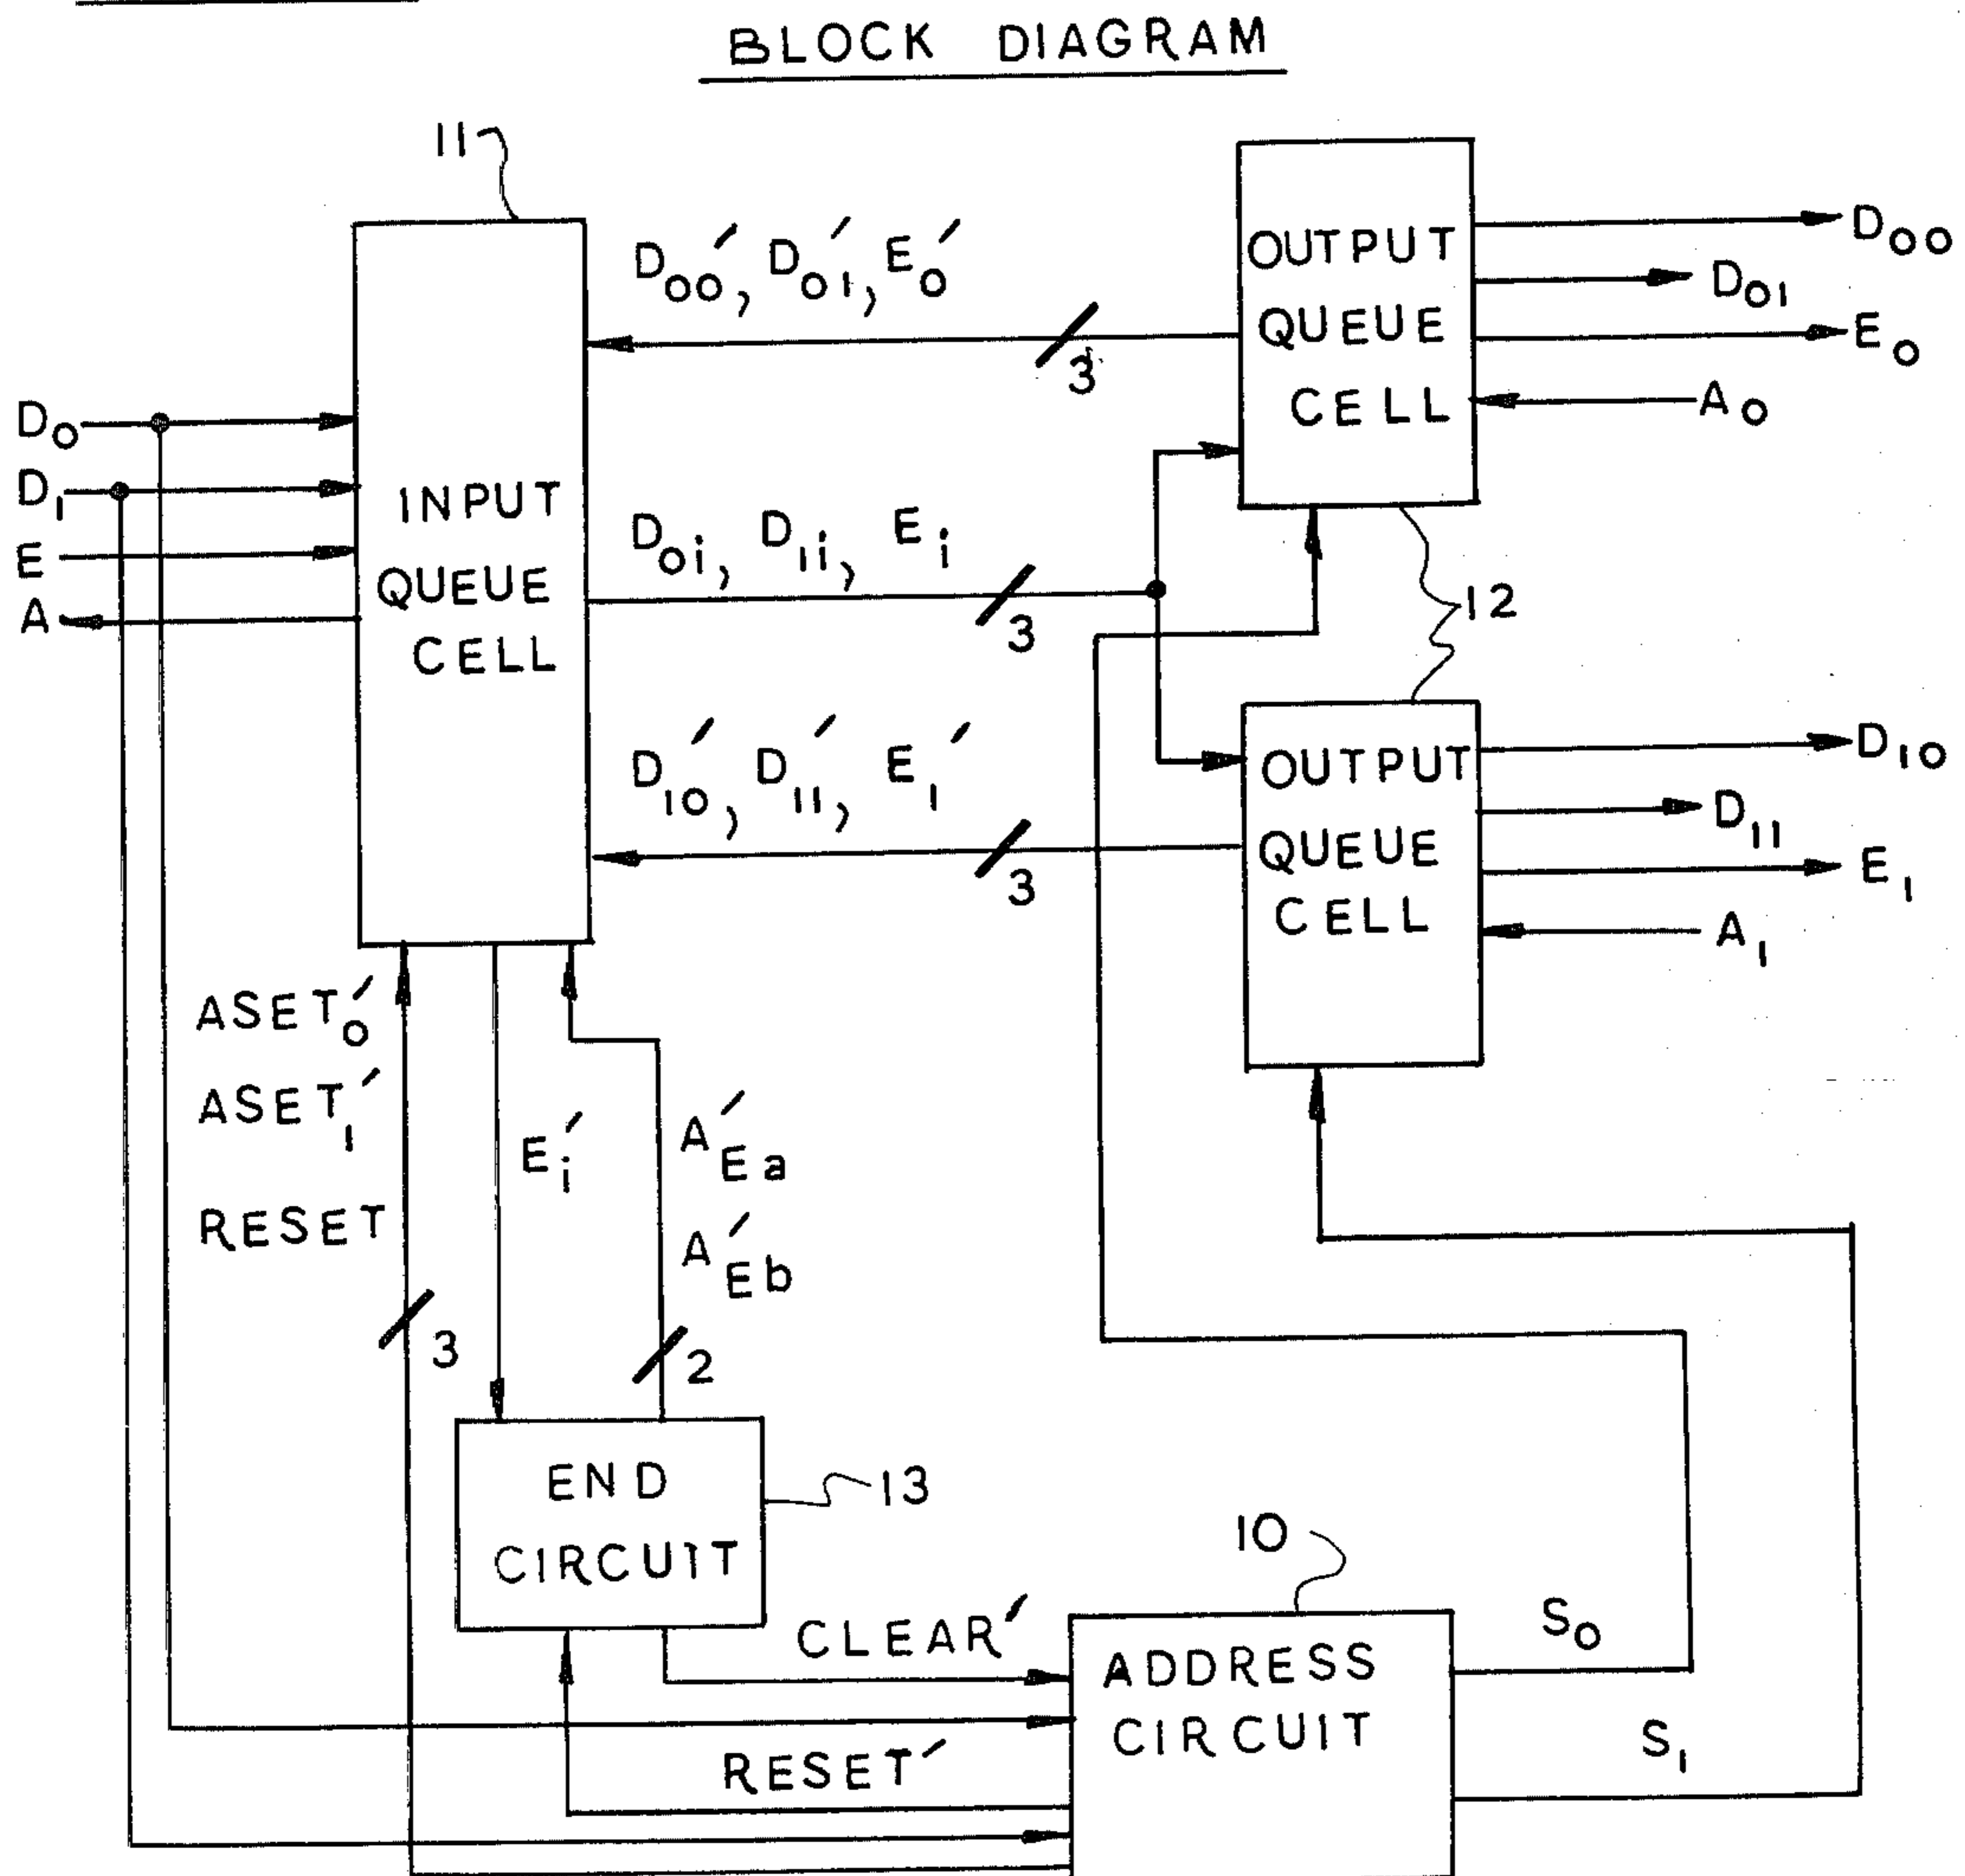 BLOCK DIAGRAM
11
D₀₀′, D₀₁′, E₀′
OUTPUT
QUEUE
CELL
D₀₀
D₀₁
E₀
A₀
3
D₀
D₁
E
A
INPUT
QUEUE
CELL
D₀ᵢ, D₁ᵢ, Eᵢ
3
12
D₁₀′, D₁₁′, E₁′
3
OUTPUT
QUEUE
CELL
D₁₀
D₁₁
E₁
A₁
ASET₀′
ASET₁′
RESET
3
Eᵢ′
A′Ea
A′Eb
2
END
CIRCUIT
13
10
CLEAR′
ADDRESS
CIRCUIT
S₀
RESET′
S₁